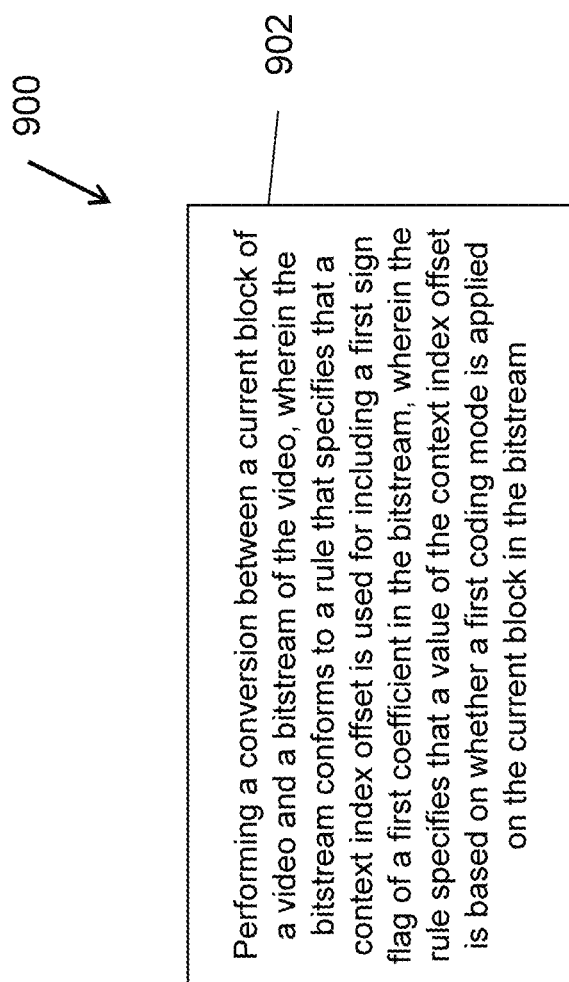 900
902
Performing a conversion between a current block of
a video and a bitstream of the video, wherein the
bitstream conforms to a rule that specifies that a
context index offset is used for including a first sign
flag of a first coefficient in the bitstream, wherein the
rule specifies that a value of the context index offset
is based on whether a first coding mode is applied
on the current block in the bitstream